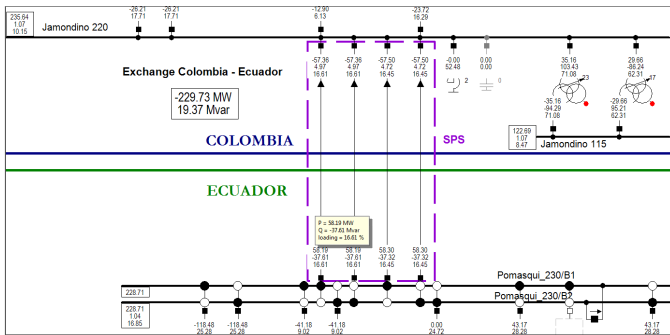 -26.21 -26.21 -12.90 -23.72
17.71 17.71 6.13 16.29
235.64
1.07
10.15
Jamondino 220
-57.36 -57.36 -57.50 -57.50 -0.00 0.00 35.16 29.66
4.97 4.97 4.72 4.72 52.48 0.00 103.43 -86.24
16.61 16.61 16.45 16.45 71.08 62.31
Exchange Colombia - Ecuador
2 0 23 17
-229.73 MW
19.37 Mvar
-35.16 -29.66
-94.29 95.21
71.08 62.31
122.69
1.07
8.47
Jamondino 115
COLOMBIA
SPS
ECUADOR
P = 58.19 MW
Q = -37.61 Mvar
loading = 16.61 %
58.19 58.19 58.30 58.30
-37.61 -37.61 -37.32 -37.32
16.61 16.61 16.45 16.45
Pomasqui_230/B1
228.71
Pomasqui_230/B2
228.71
1.04
16.85
-118.48 -118.48 -41.18 -41.18 0.00 43.17 43.17
25.28 25.28 9.02 9.02 24.72 28.28 28.28